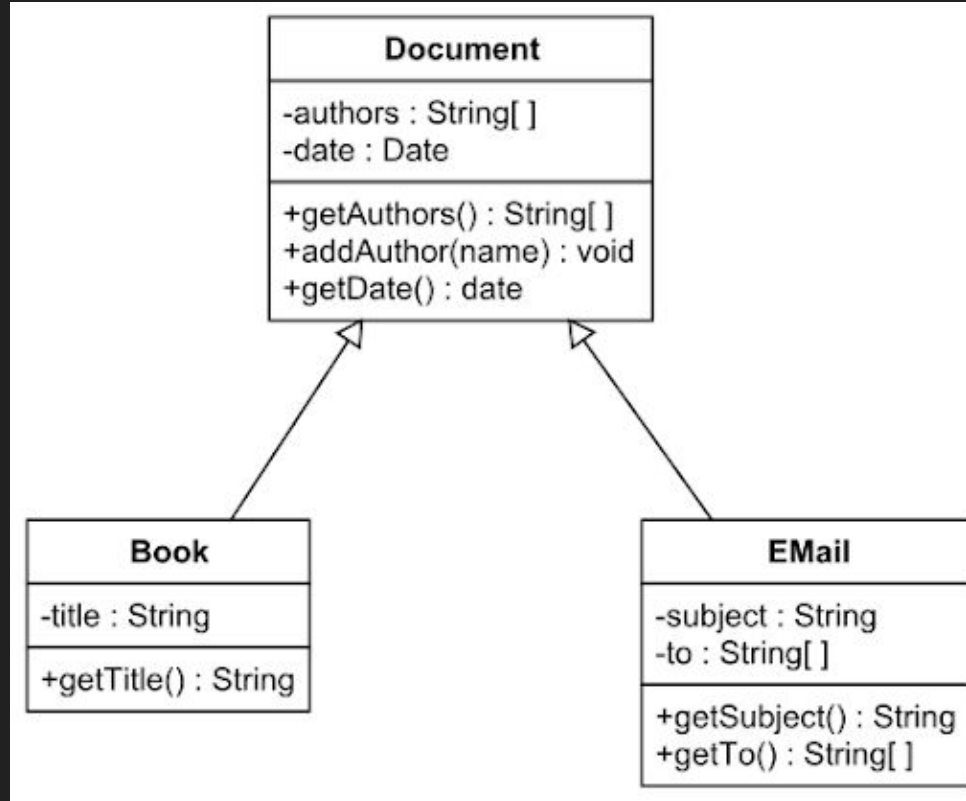 Document
-authors : String[ ]
-date : Date
+getAuthors() : String[ ]
+addAuthor(name) : void
+getDate() : date
Book
-title : String
+getTitle() : String
EMail
-subject : String
-to : String[ ]
+getSubject() : String
+getTo() : String[ ]